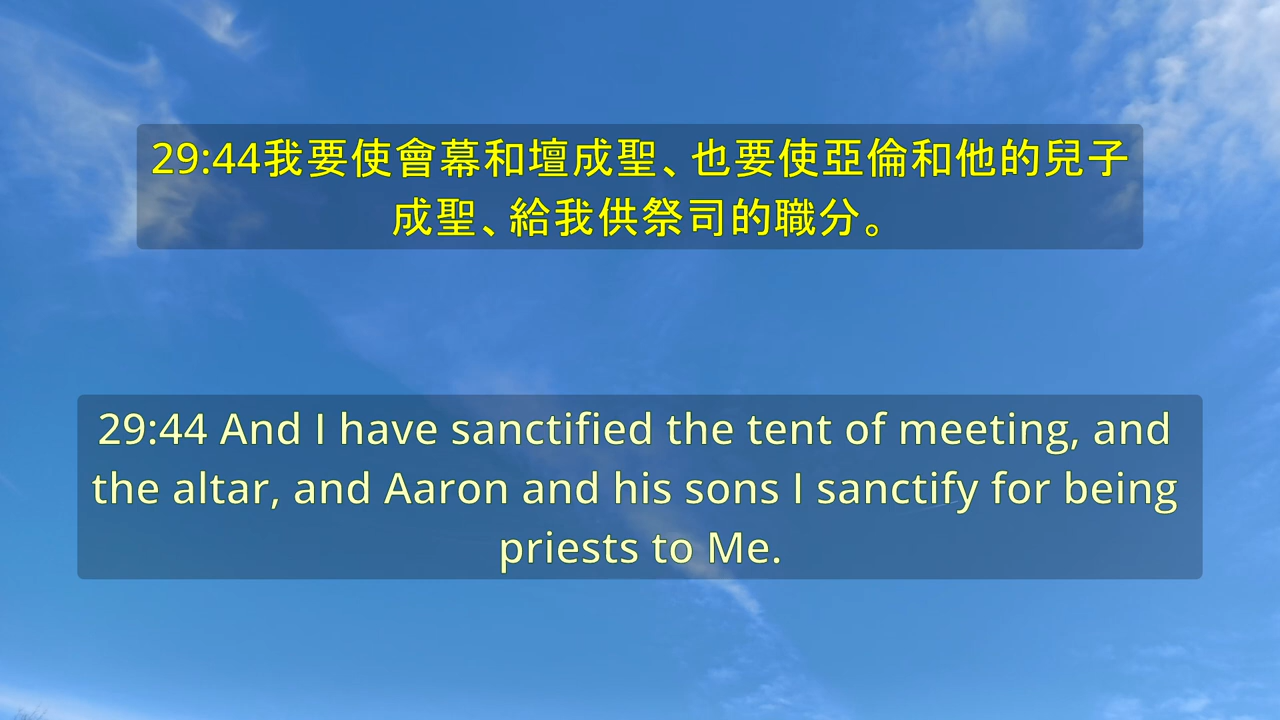 29:44我要使會幕和壇成聖、也要使亞倫和他的兒子
成聖、給我供祭司的職分。
29:44 And I have sanctified the tent of meeting, and
the altar, and Aaron and his sons I sanctify for being
priests to Me.